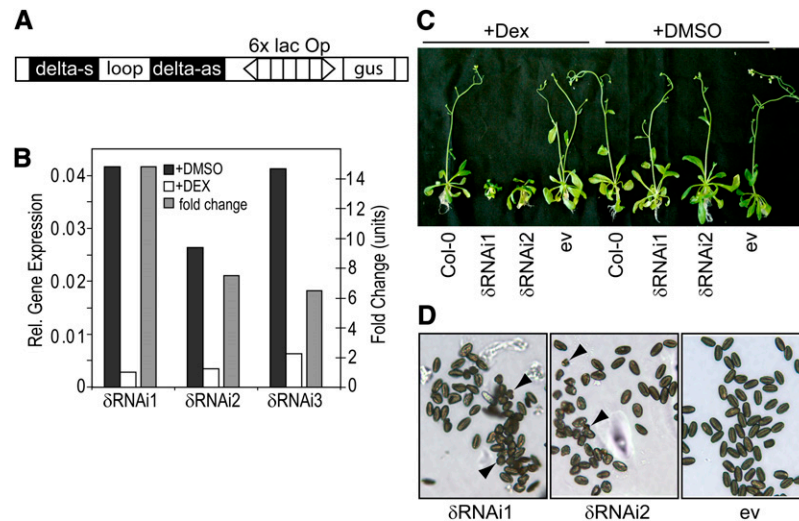 A
6x lac Op
delta-s loop delta-as gus
B
+DMSO
+DEX
fold change
Rel. Gene Expression
0.04
0.03
0.02
0.01
0
14
12
10
8
6
4
2
0
Fold Change (units)
δRNAi1 δRNAi2 δRNAi3
C
+Dex +DMSO
Col-0 δRNAi1 δRNAi2 ev Col-0 δRNAi1 δRNAi2 ev
D
δRNAi1 δRNAi2 ev